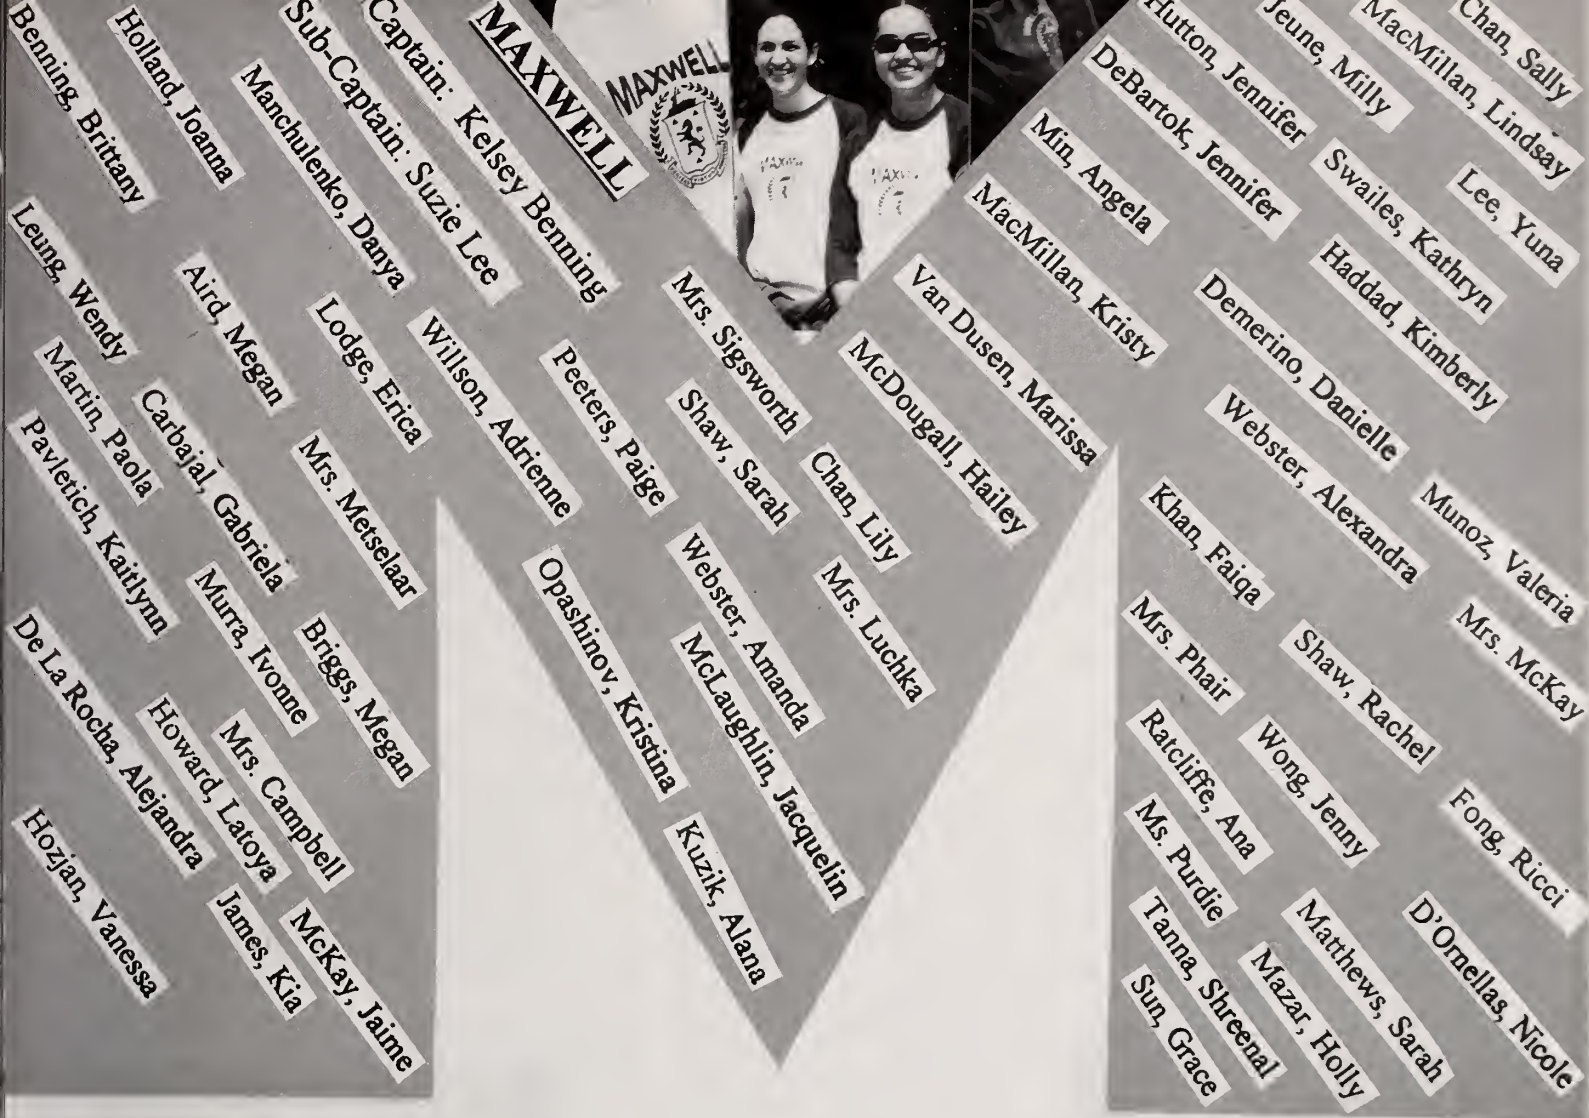 MAXWELL
Captain: Kelsey Benning
Sub-Captain: Suzie Lee
Manchulenko, Danya
Holland, Joanna
Benning, Brittany
Leung, Wendy
Aird, Megan
Lodge, Erica
Willson, Adrienne
Peeters, Paige
Mrs. Sigsworth
Shaw, Sarah
Chan, Lily
Martin, Paola
Carbajal, Gabriela
Mrs. Metselaar
Pavletich, Kaitlynn
Murra, Ivonne
Briggs, Megan
De La Rocha, Alejandra
Howard, Latoya
Mrs. Campbell
Hozjan, Vanessa
James, Kia
McKay, Jaime
Opashinov, Kristina
Webster, Amanda
Mrs. Luchka
McLaughlin, Jacquelin
Kuzik, Alana
MAXWELL
MAXWELL
Hutton, Jennifer
Jeune, Milly
MacMillan, Lindsay
Chan, Sally
DeBartok, Jennifer
Min, Angela
Swailes, Kathryn
Lee, Yuna
MacMillan, Kristy
Haddad, Kimberly
Van Dusen, Marissa
Demerino, Danielle
McDougall, Hailey
Webster, Alexandra
Munoz, Valeria
Khan, Faiqa
Mrs. McKay
Mrs. Phair
Shaw, Rachel
Ratcliffe, Ana
Wong, Jenny
Fong, Ricci
Ms. Purdie
Tanna, Shreenal
Matthews, Sarah
D'Ornellas, Nicole
Mazar, Holly
Sun, Grace